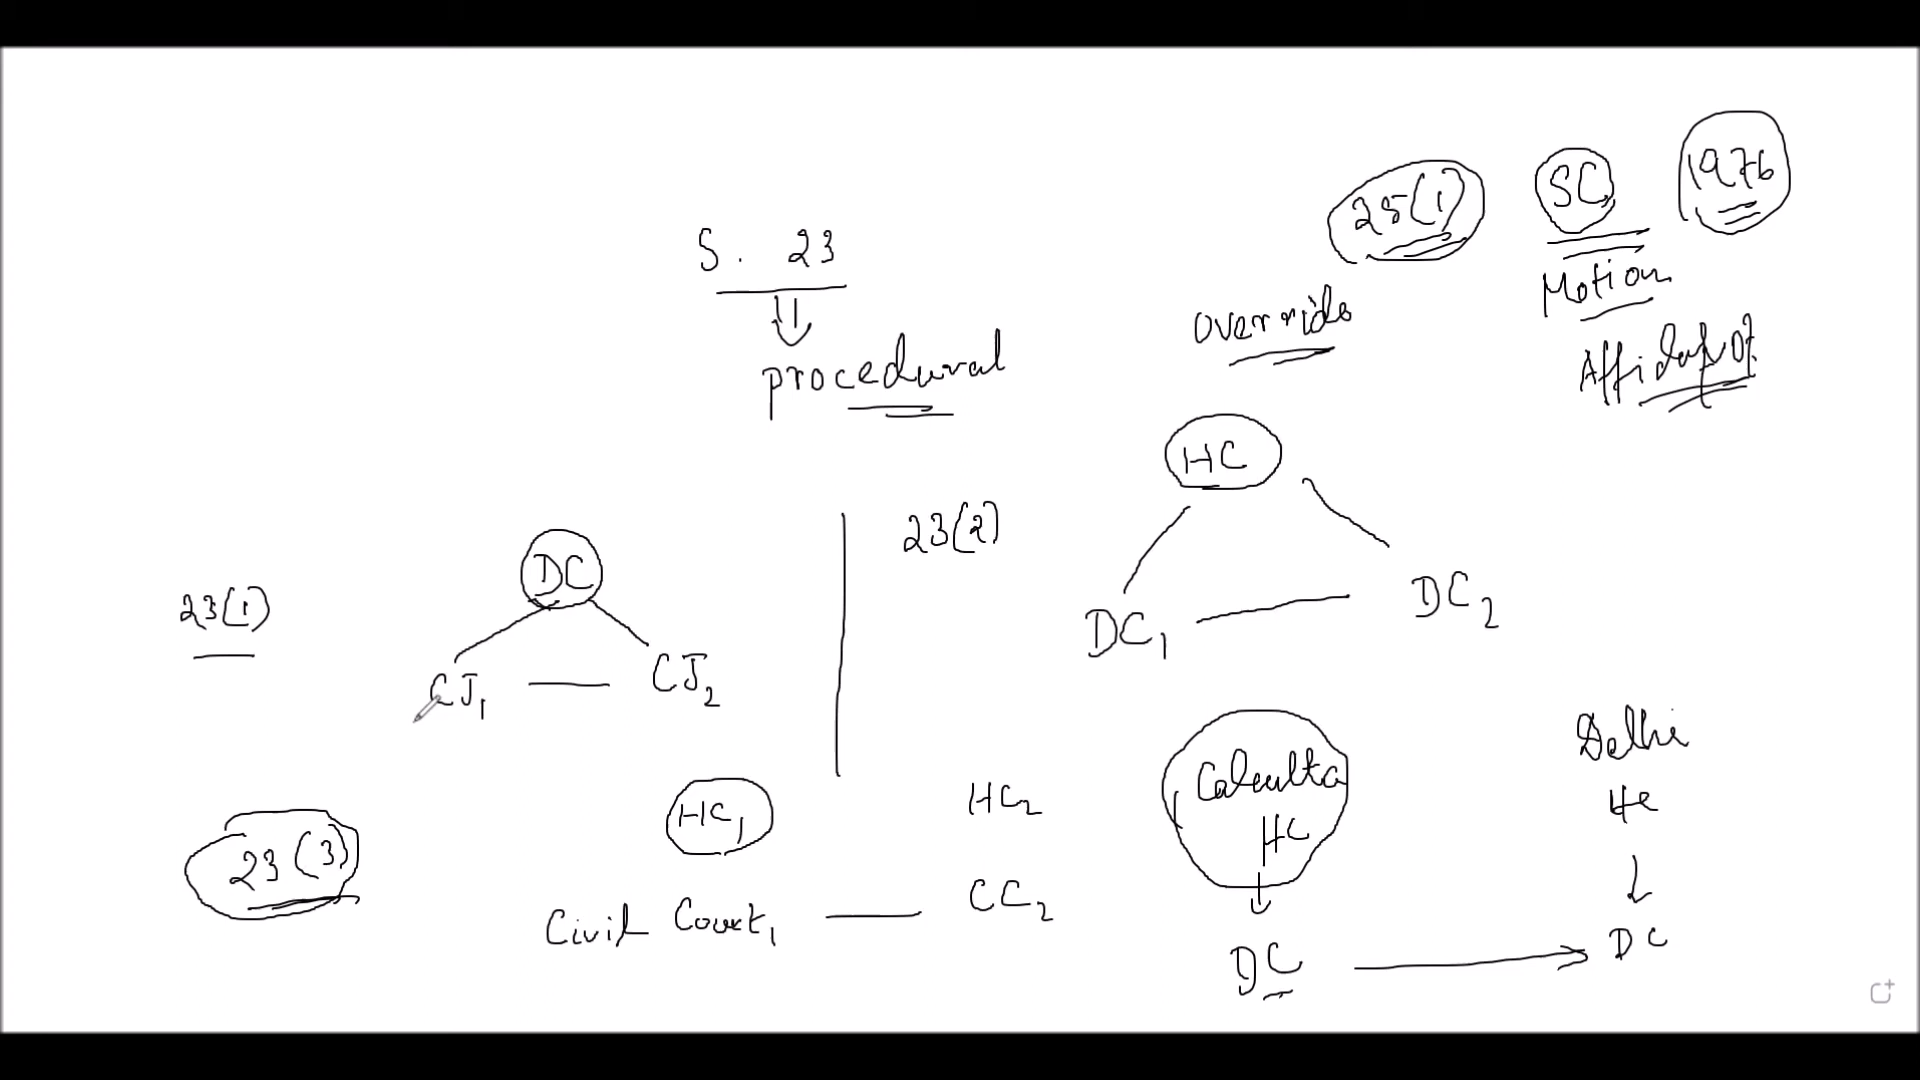 25(1) SC 1976
S. 23
Motion
Override
Affidavit
procedural
HC
23(2)
DC
23(1)
DC₁ DC₂
CJ₁ CJ₂
Delhi
HC
HC₁ HC₂ Calcutta
HC
23(3)
Civil Court₁ CC₂
DC DC